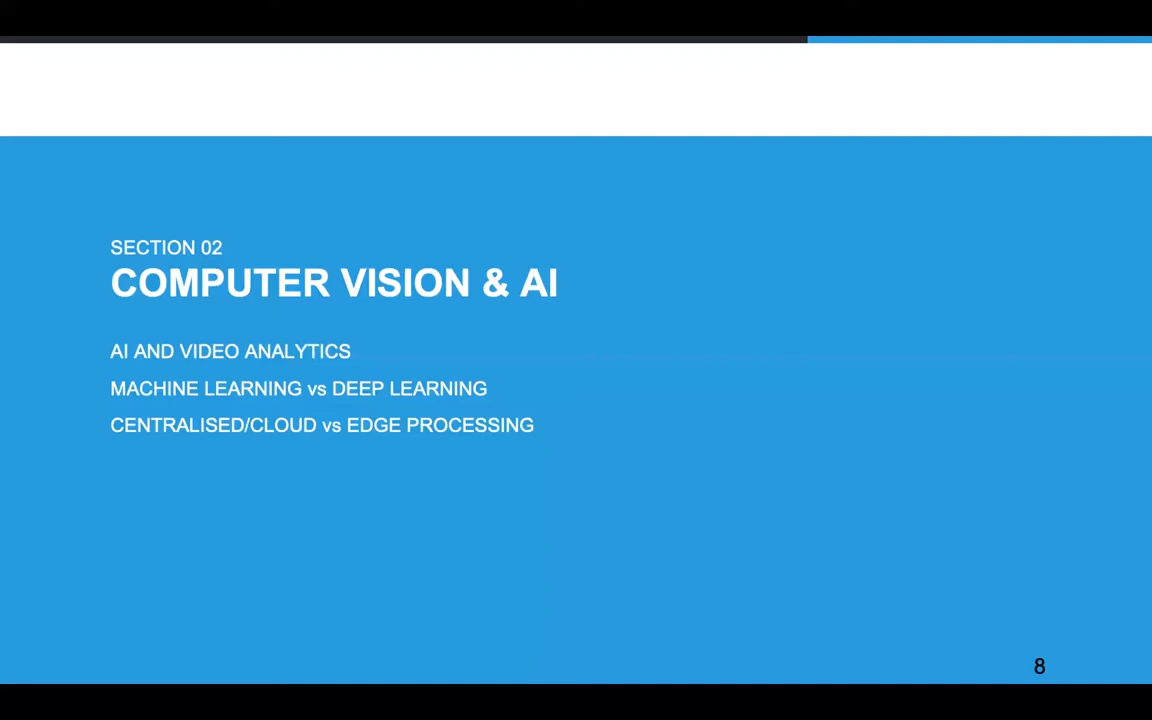 SECTION 02
COMPUTER VISION & AI
AI AND VIDEO ANALYTICS
MACHINE LEARNING vs DEEP LEARNING
CENTRALISED/CLOUD vs EDGE PROCESSING
8